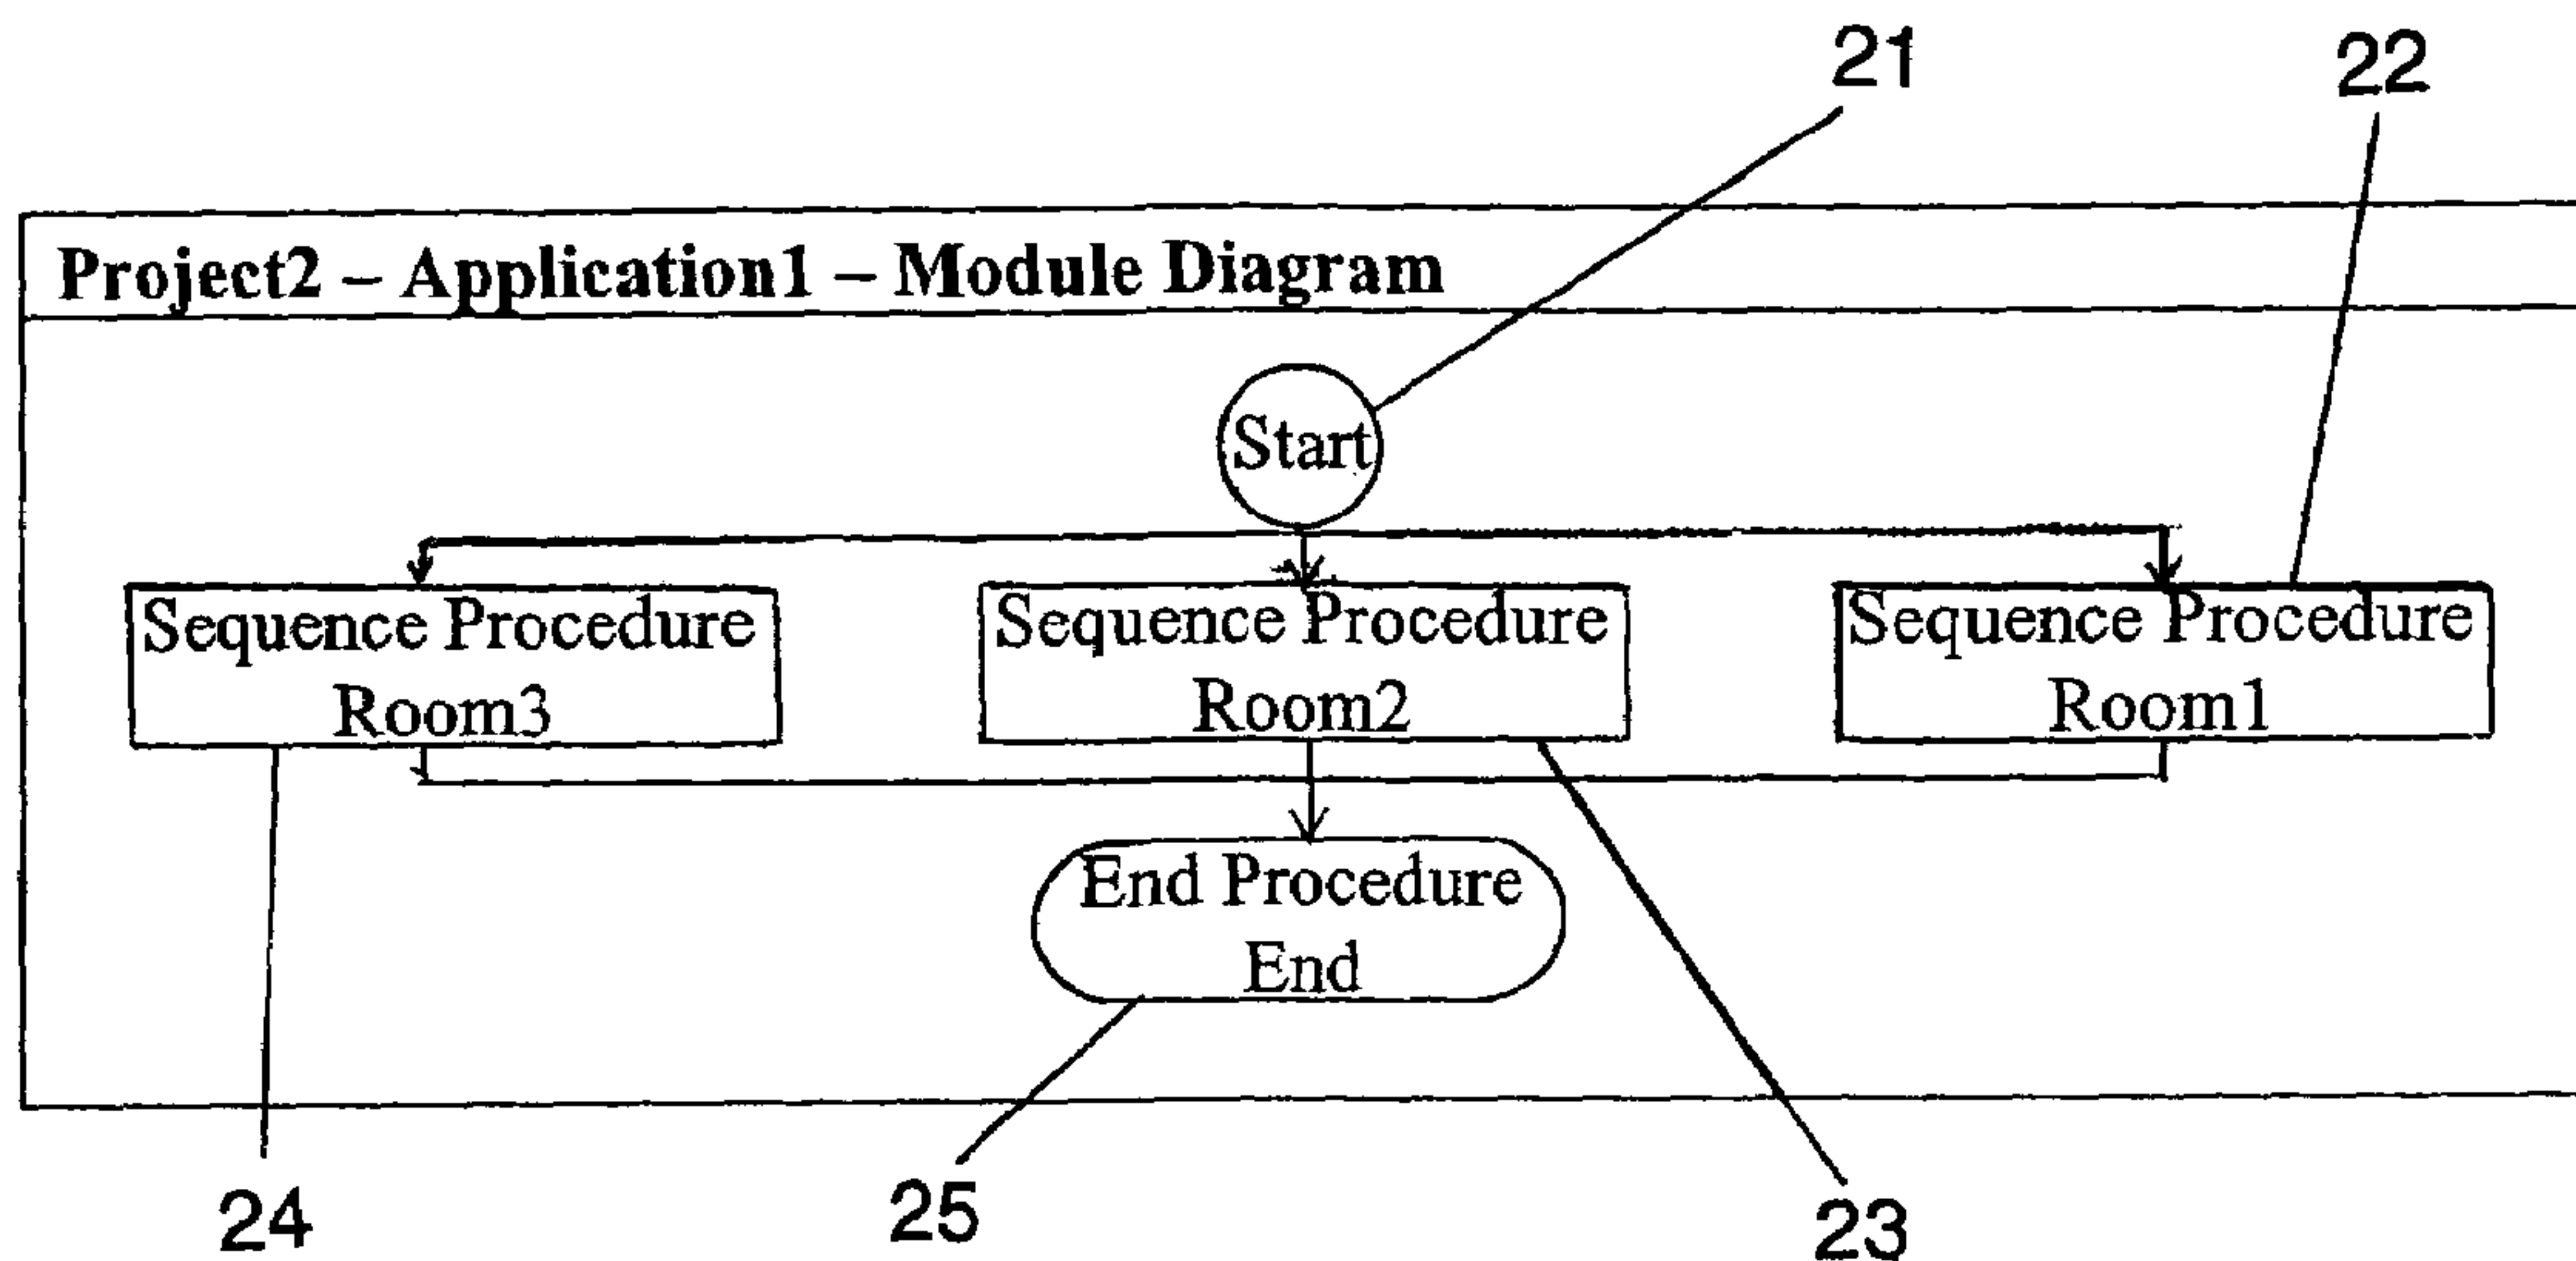 21
22
Project2 – Application1 – Module Diagram
Start
Sequence Procedure
Room3
Sequence Procedure
Room2
Sequence Procedure
Room1
End Procedure
End
24
25
23